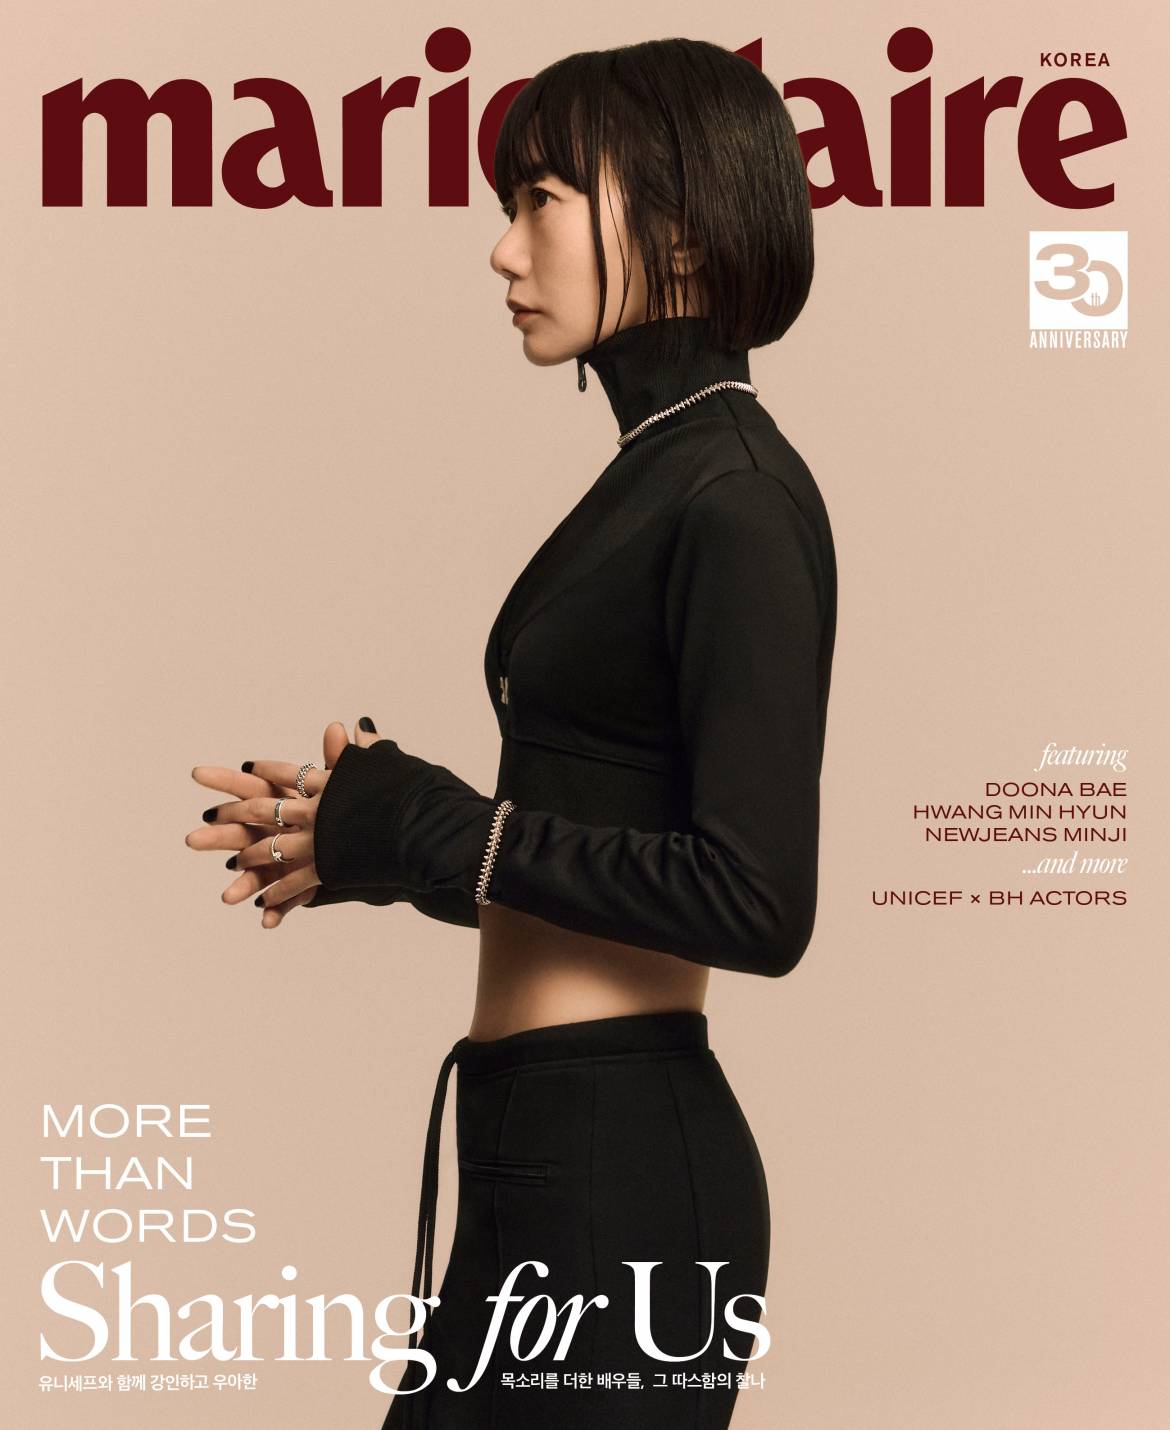 marie claire
KOREA
30th
ANNIVERSARY
featuring
DOONA BAE
HWANG MIN HYUN
NEWJEANS MINJI
...and more
UNICEF × BH ACTORS
MORE
THAN
WORDS
Sharing for Us
유니세프와 함께 강인하고 우아한 목소리를 더한 배우들, 그 따스함의 찰나